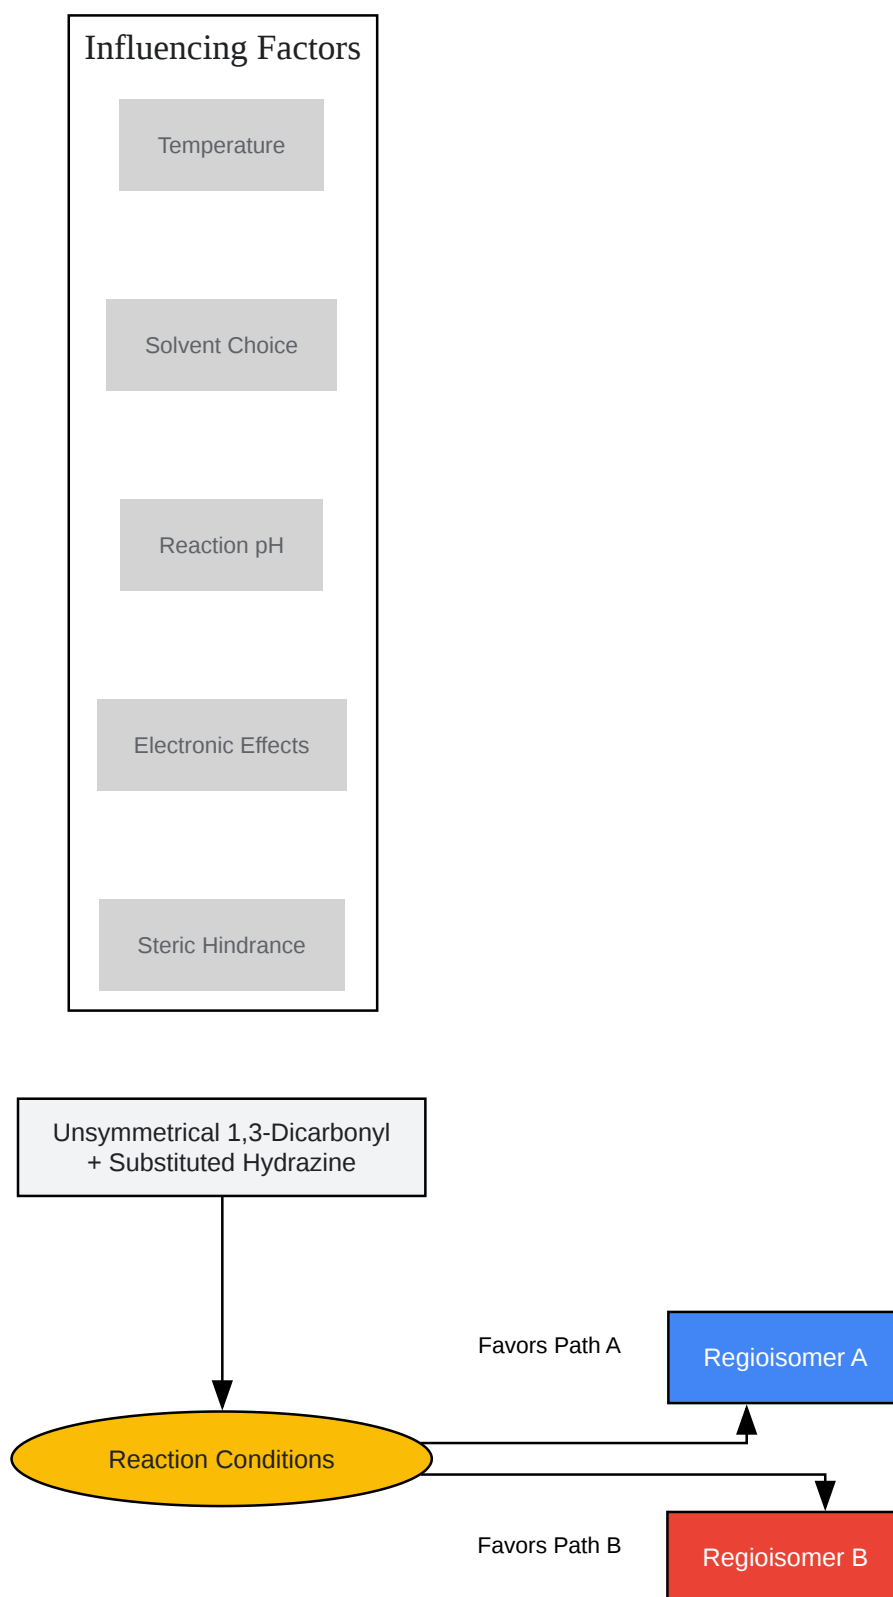 Influencing Factors
Temperature
Solvent Choice
Reaction pH
Electronic Effects
Steric Hindrance
Unsymmetrical 1,3-Dicarbonyl
+ Substituted Hydrazine
Favors Path A
Regioisomer A
Reaction Conditions
Favors Path B
Regioisomer B